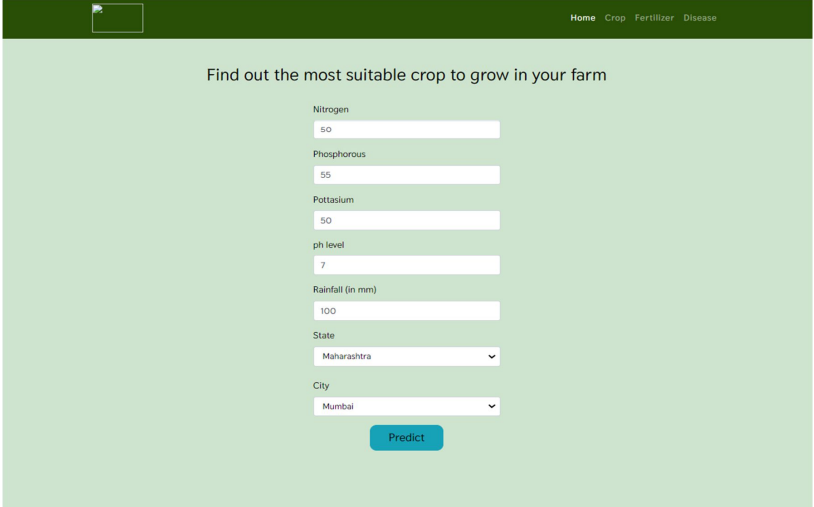 Home Crop Fertilizer Disease
Find out the most suitable crop to grow in your farm
Nitrogen
50
Phosphorous
55
Pottasium
50
ph level
7
Rainfall (in mm)
100
State
Maharashtra
City
Mumbai
Predict